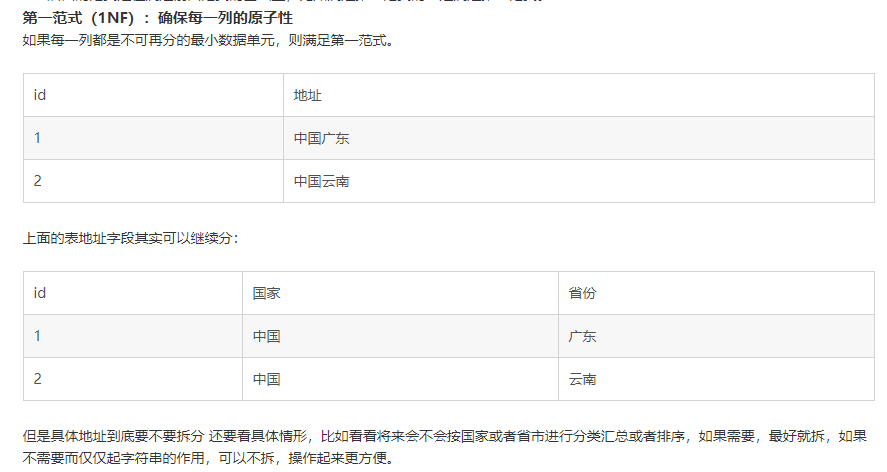 第一范式（1NF）：确保每一列的原子性
如果每一列都是不可再分的最小数据单元，则满足第一范式。
id 地址
1 中国广东
2 中国云南
上面的表地址字段其实可以继续分：
id 国家 省份
1 中国 广东
2 中国 云南
但是具体地址到底要不要拆分 还要看具体情形，比如看看将来会不会按国家或者省市进行分类汇总或者排序，如果需要，最好就拆，如果
不需要而仅仅起字符串的作用，可以不拆，操作起来更方便。